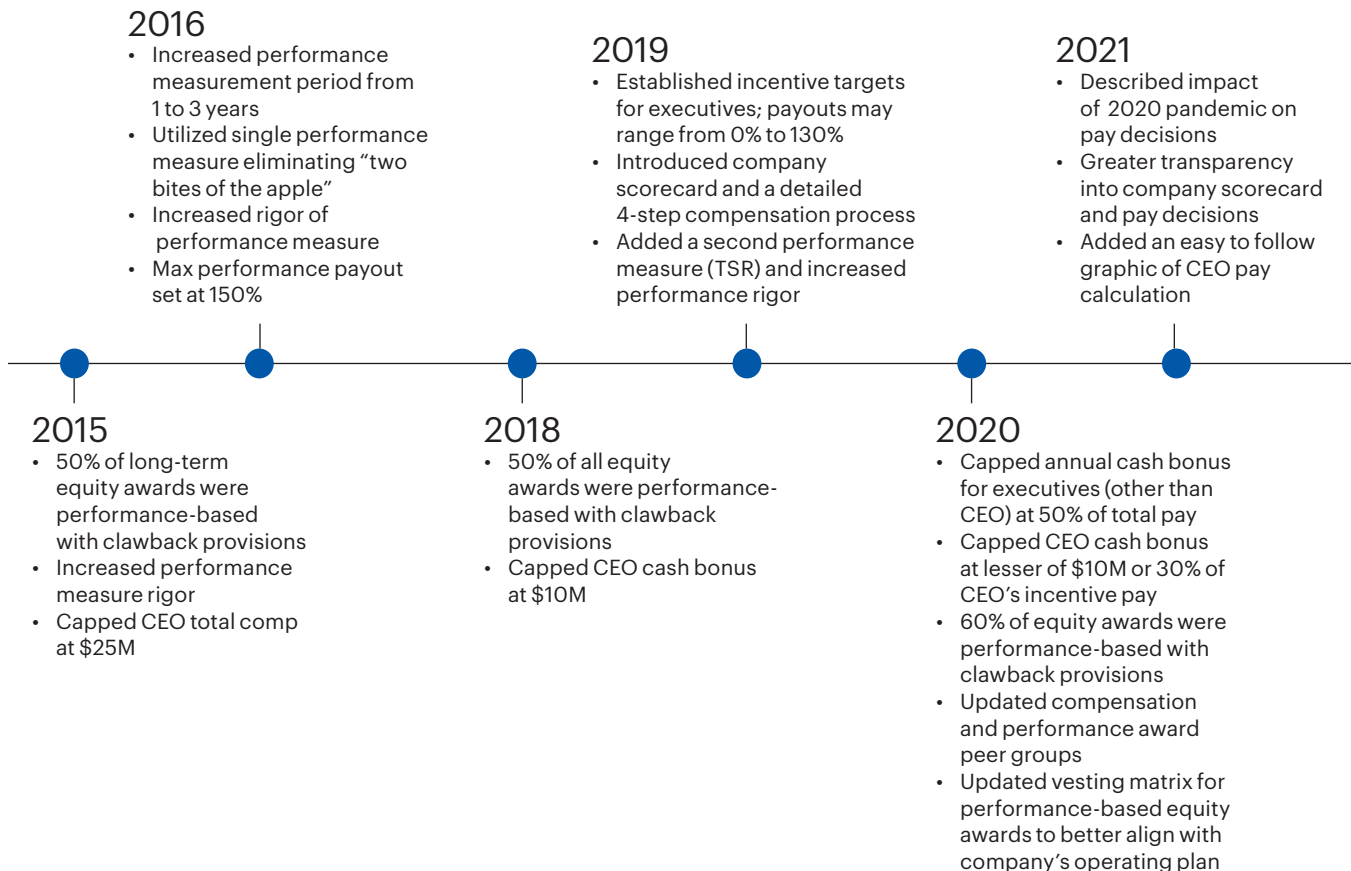 2016
• Increased performance
measurement period from
1 to 3 years
• Utilized single performance
measure eliminating “two
bites of the apple”
• Increased rigor of
performance measure
• Max performance payout
set at 150%
2019
• Established incentive targets
for executives; payouts may
range from 0% to 130%
• Introduced company
scorecard and a detailed
4-step compensation process
• Added a second performance
measure (TSR) and increased
performance rigor
2021
• Described impact
of 2020 pandemic on
pay decisions
• Greater transparency
into company scorecard
and pay decisions
• Added an easy to follow
graphic of CEO pay
calculation
2015
• 50% of long-term
equity awards were
performance-based
with clawback provisions
• Increased performance
measure rigor
• Capped CEO total comp
at $25M
2018
• 50% of all equity
awards were performance-
based with clawback
provisions
• Capped CEO cash bonus
at $10M
2020
• Capped annual cash bonus
for executives (other than
CEO) at 50% of total pay
• Capped CEO cash bonus
at lesser of $10M or 30% of
CEO’s incentive pay
• 60% of equity awards were
performance-based with
clawback provisions
• Updated compensation
and performance award
peer groups
• Updated vesting matrix for
performance-based equity
awards to better align with
company’s operating plan